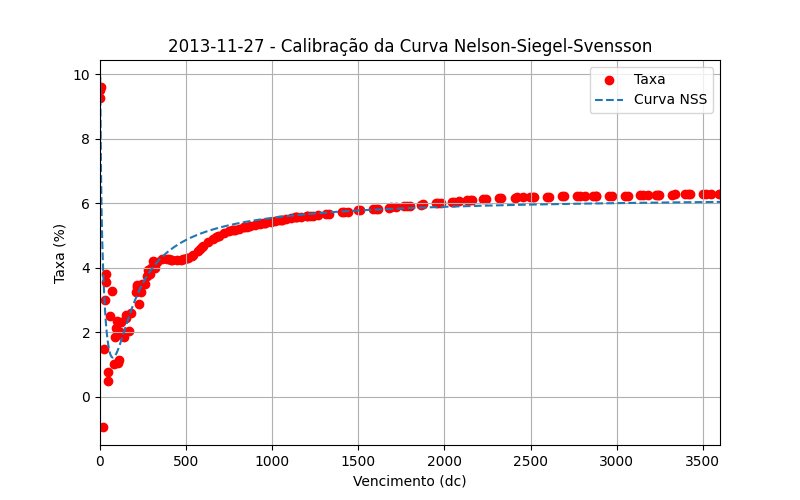 2013-11-27 - Calibração da Curva Nelson-Siegel-Svensson
Taxa
Curva NSS
Taxa (%)
10
8
6
4
2
0
0 500 1000 1500 2000 2500 3000 3500
Vencimento (dc)